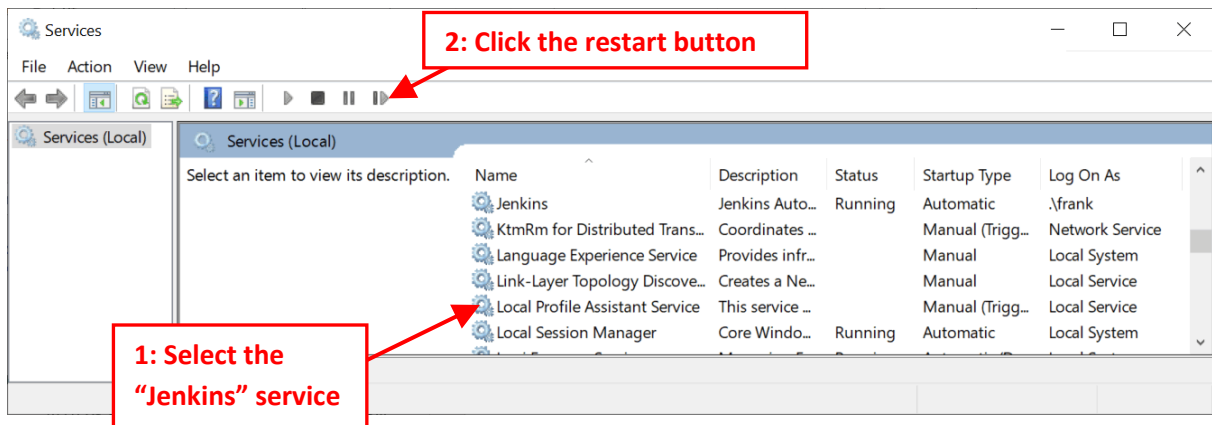 Services
2: Click the restart button
File Action View Help
Services (Local)
Services (Local)
Select an item to view its description.
Name Description Status Startup Type Log On As
Jenkins Jenkins Auto... Running Automatic .\frank
KtmRm for Distributed Trans... Coordinates ... Manual (Trigg... Network Service
Language Experience Service Provides infr... Manual Local System
Link-Layer Topology Discove... Creates a Ne... Manual Local Service
Local Profile Assistant Service This service ... Manual (Trigg... Local Service
Local Session Manager Core Windo... Running Automatic Local System
1: Select the
“Jenkins” service